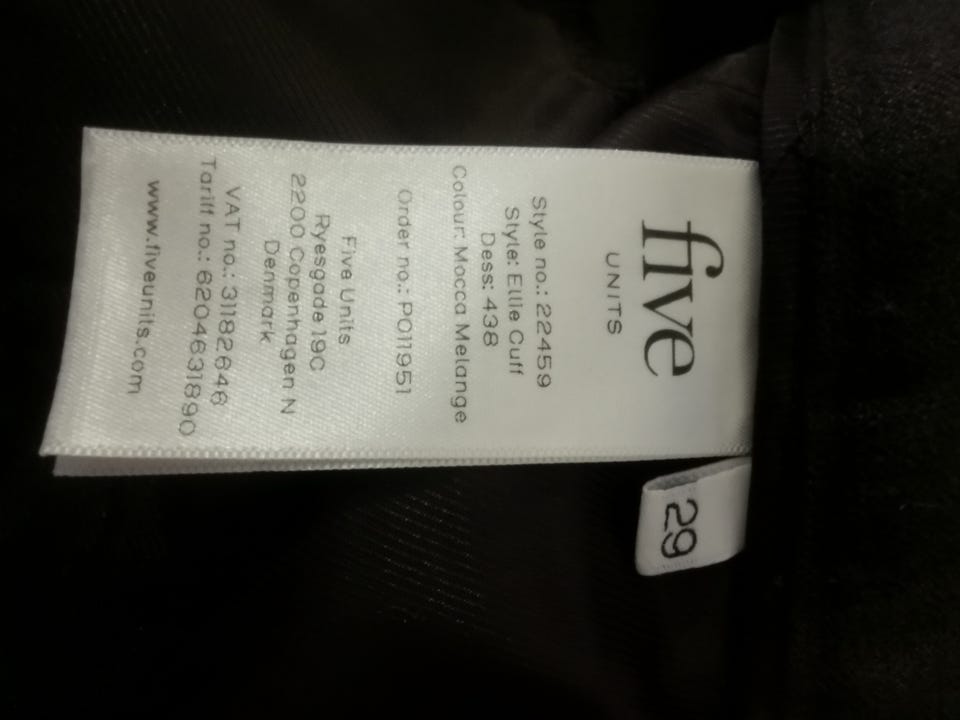 five
UNITS
Style no.: 22459
Style: Ellie Cuff
Dess: 438
Colour: Mocca Melange
Order no.: PO11951
Five Units
Ryesgade 19C
2200 Copenhagen N
Denmark
VAT no.: 31182646
Tariff no.: 6204631890
www.fiveunits.com
29